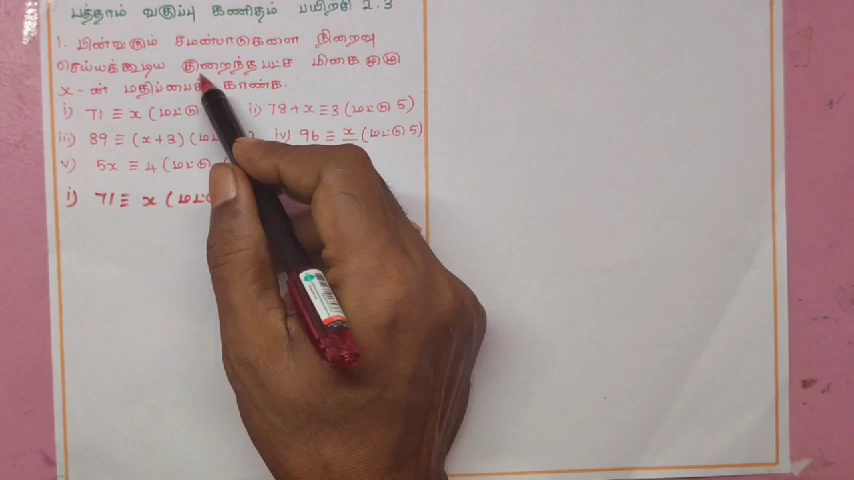 பத்தாம் வகுப்பு கணிதம் பயிற்சி 2.3
1. பின்வரும் சமன்பாடுகளை நிறைவு
செய்யக்கூடிய குறைந்தபட்ச மிகை முழு
x - ன் மதிப்பைக் காண்க.
i) 71 ≡ x (மட்டு ii) 78 + x ≡ 3 (மட்டு 5)
iii) 89 ≡ (x + 3) (மட் iv) 96 ≡ x/ (மட்டு 5)
v) 5x ≡ 4 (மட்டு
i) 71 ≡ x (மட்டு